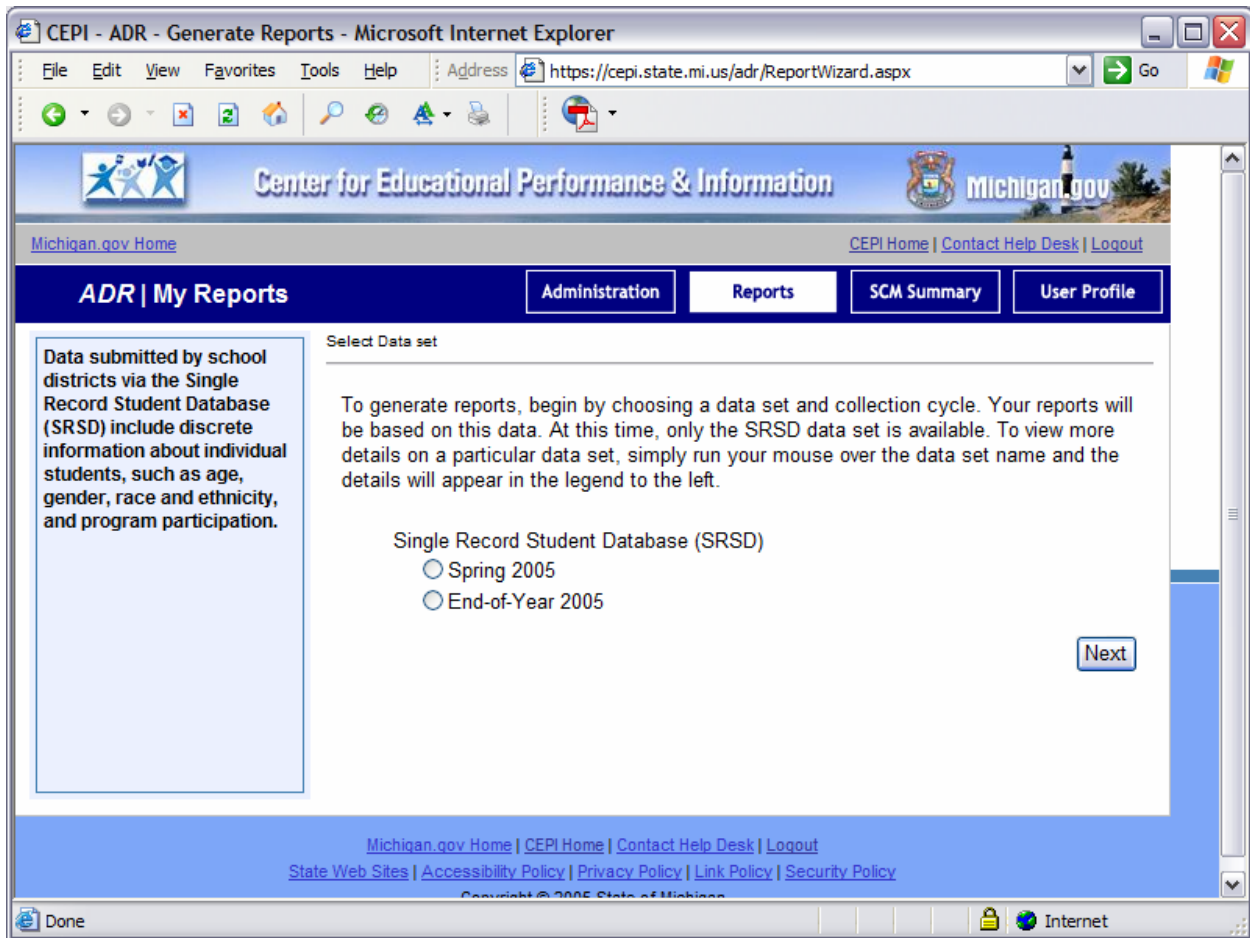 CEPI - ADR - Generate Reports - Microsoft Internet Explorer
File Edit View Favorites Tools Help Address https://cepi.state.mi.us/adr/ReportWizard.aspx Go
Center for Educational Performance & Information Michigan.gov
Michigan.gov Home CEPI Home | Contact Help Desk | Logout
ADR | My Reports Administration Reports SCM Summary User Profile
Data submitted by school
districts via the Single
Record Student Database
(SRSD) include discrete
information about individual
students, such as age,
gender, race and ethnicity,
and program participation.
Select Data set
To generate reports, begin by choosing a data set and collection cycle. Your reports will
be based on this data. At this time, only the SRSD data set is available. To view more
details on a particular data set, simply run your mouse over the data set name and the
details will appear in the legend to the left.
Single Record Student Database (SRSD)
Spring 2005
End-of-Year 2005
Next
Michigan.gov Home | CEPI Home | Contact Help Desk | Logout
State Web Sites | Accessibility Policy | Privacy Policy | Link Policy | Security Policy
Copyright © 2005 State of Michigan
Done Internet